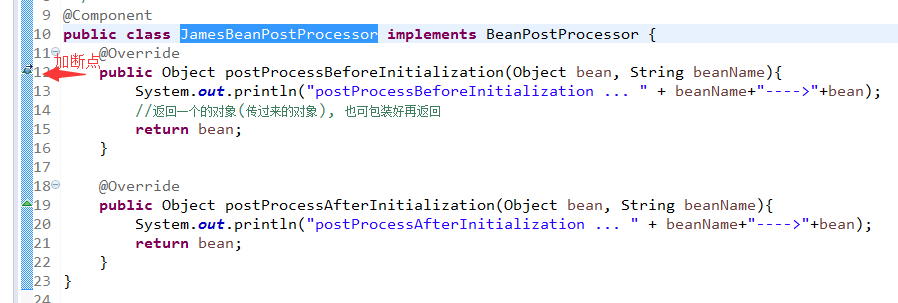 9 @Component
10 public class JamesBeanPostProcessor implements BeanPostProcessor {
11 @Override
加断点
12 public Object postProcessBeforeInitialization(Object bean, String beanName){
13 System.out.println("postProcessBeforeInitialization ... " + beanName+"---->"+bean);
14 //返回一个的对象(传过来的对象), 也可包装好再返回
15 return bean;
16 }
17
18 @Override
19 public Object postProcessAfterInitialization(Object bean, String beanName){
20 System.out.println("postProcessAfterInitialization ... " + beanName+"---->"+bean);
21 return bean;
22 }
23 }
24